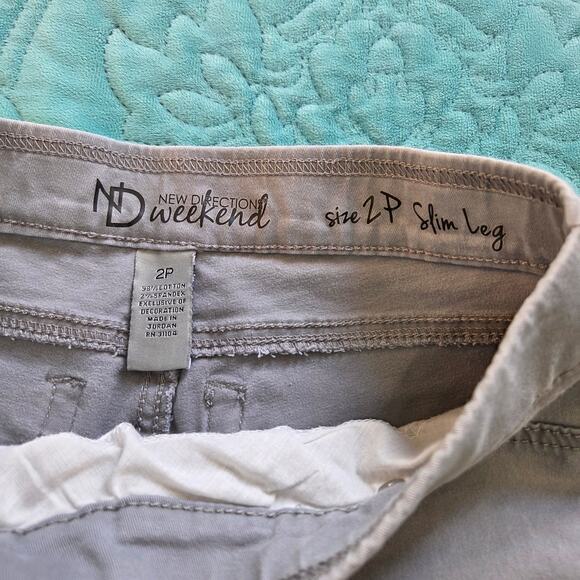 ND NEW DIRECTIONS
weekend
size 2P Slim Leg
2P
98% COTTON
2% SPANDEX
EXCLUSIVE OF
DECORATION
MADE IN
JORDAN
RN 31104